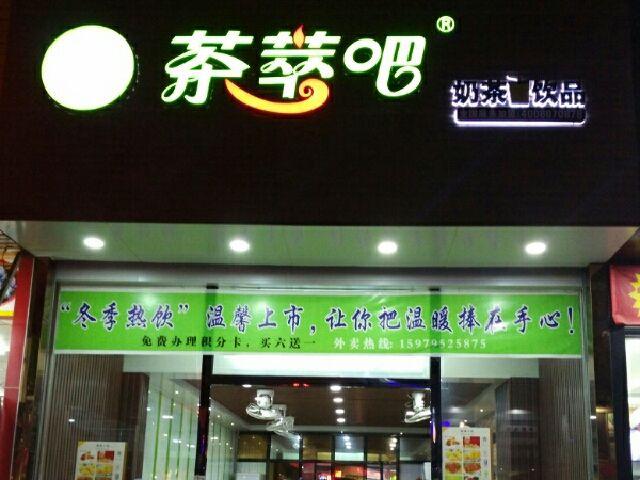 茶萃吧®
奶茶 饮品
“冬季热饮”温馨上市，让你把温暖捧在手心！
免费办理积分卡，买六送一 外卖热线：15979525875